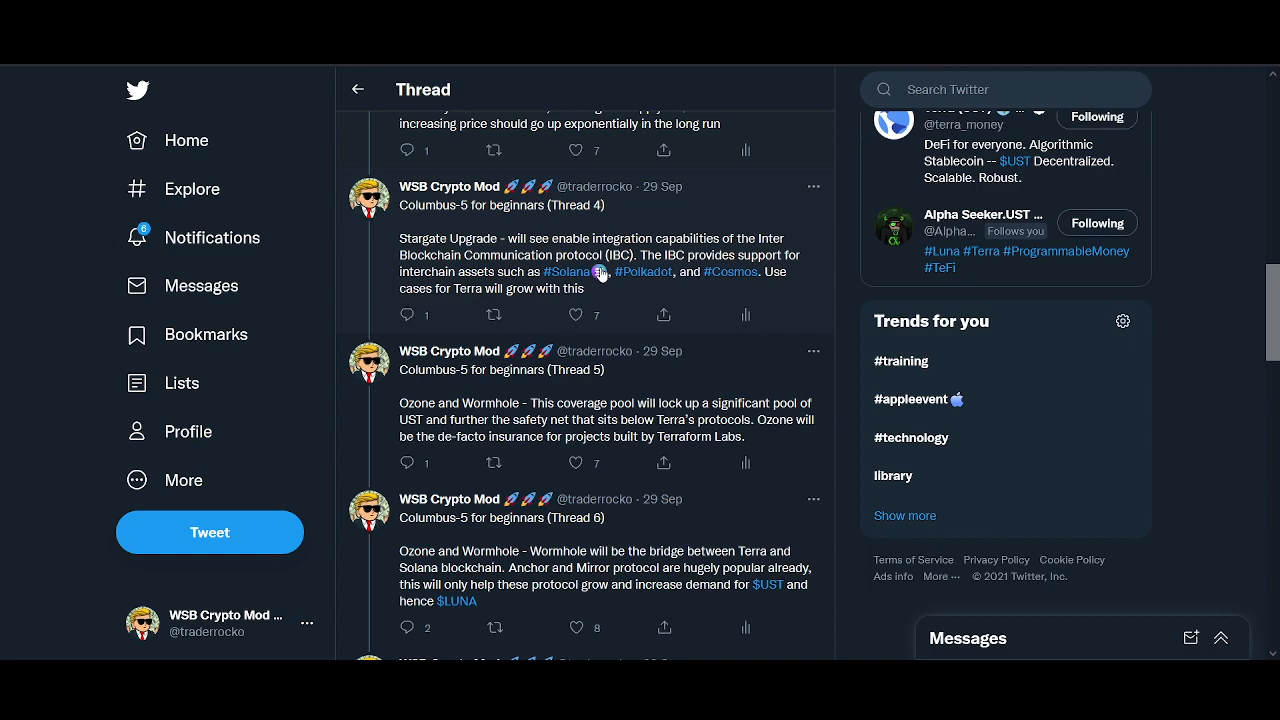 Home
Explore
6
Notifications
Messages
Bookmarks
Lists
Profile
More
Tweet
WSB Crypto Mod ...
@traderrocko
Thread
increasing price should go up exponentially in the long run
1
7
WSB Crypto Mod 🚀🚀🚀 @traderrocko · 29 Sep
Columbus-5 for beginnars (Thread 4)
Stargate Upgrade - will see enable integration capabilities of the Inter
Blockchain Communication protocol (IBC). The IBC provides support for
interchain assets such as #Solana, #Polkadot, and #Cosmos. Use
cases for Terra will grow with this
1
7
WSB Crypto Mod 🚀🚀🚀 @traderrocko · 29 Sep
Columbus-5 for beginnars (Thread 5)
Ozone and Wormhole - This coverage pool will lock up a significant pool of
UST and further the safety net that sits below Terra's protocols. Ozone will
be the de-facto insurance for projects built by Terraform Labs.
1
7
WSB Crypto Mod 🚀🚀🚀 @traderrocko · 29 Sep
Columbus-5 for beginnars (Thread 6)
Ozone and Wormhole - Wormhole will be the bridge between Terra and
Solana blockchain. Anchor and Mirror protocol are hugely popular already,
this will only help these protocol grow and increase demand for $UST and
hence $LUNA
2
8
Search Twitter
@terra_money
Following
DeFi for everyone. Algorithmic
Stablecoin -- $UST Decentralized.
Scalable. Robust.
Alpha Seeker.UST ...
@Alpha... Follows you
Following
#Luna #Terra #ProgrammableMoney
#TeFi
Trends for you
#training
#appleevent
#technology
library
Show more
Terms of Service Privacy Policy Cookie Policy
Ads info More ··· © 2021 Twitter, Inc.
Messages